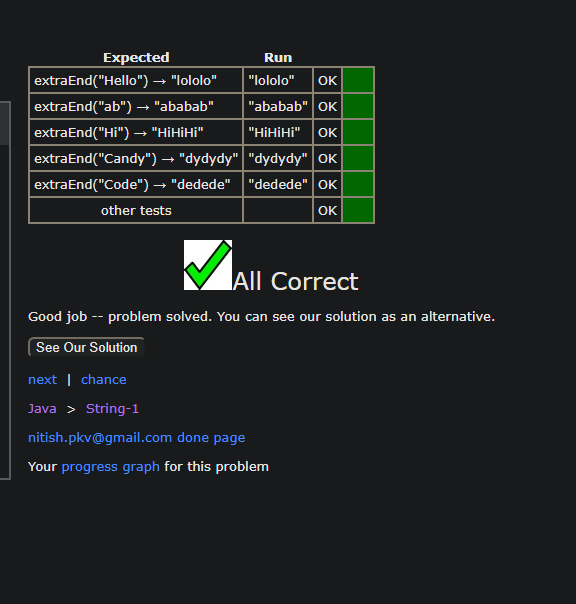 Expected Run
extraEnd("Hello") → "lololo" "lololo" OK
extraEnd("ab") → "ababab" "ababab" OK
extraEnd("Hi") → "HiHiHi" "HiHiHi" OK
extraEnd("Candy") → "dydydy" "dydydy" OK
extraEnd("Code") → "dedede" "dedede" OK
other tests OK
All Correct
Good job -- problem solved. You can see our solution as an alternative.
See Our Solution
next | chance
Java > String-1
nitish.pkv@gmail.com done page
Your progress graph for this problem